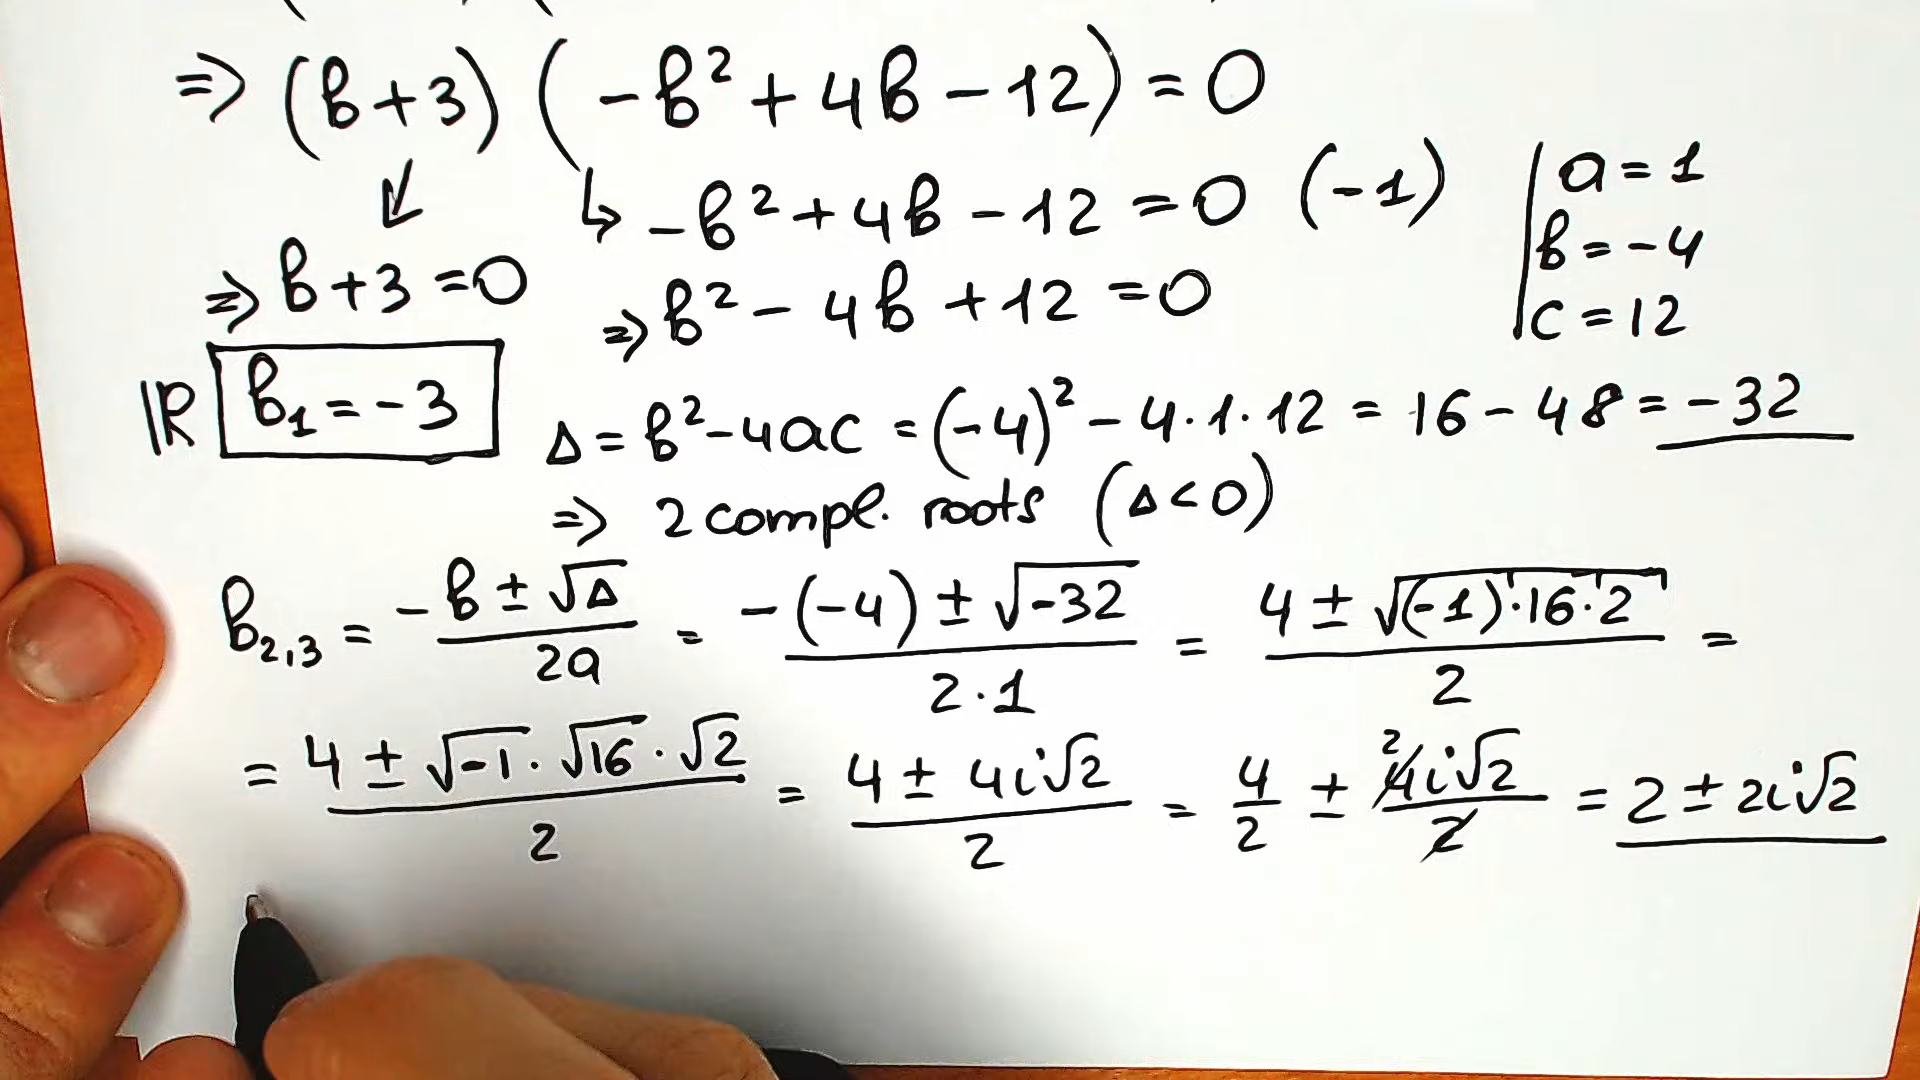 => (b+3) (-b²+4b-12) = 0
↳ -b²+4b-12 = 0 (-1)
=> b+3 = 0
=> b²-4b+12 = 0
a = 1
b = -4
c = 12
ℝ b₁ = -3
Δ = b²-4ac = (-4)² - 4·1·12 = 16 - 48 = -32
=> 2 compl. roots (Δ<0)
b₂,₃ = (-b ± √Δ)/2a = (-(-4) ± √-32)/(2·1) = (4 ± √((-1)·16·2))/2 =
= (4 ± √-1 · √16 · √2)/2 = (4 ± 4i√2)/2 = 4/2 ± ²4i√2/2 = 2 ± 2i√2